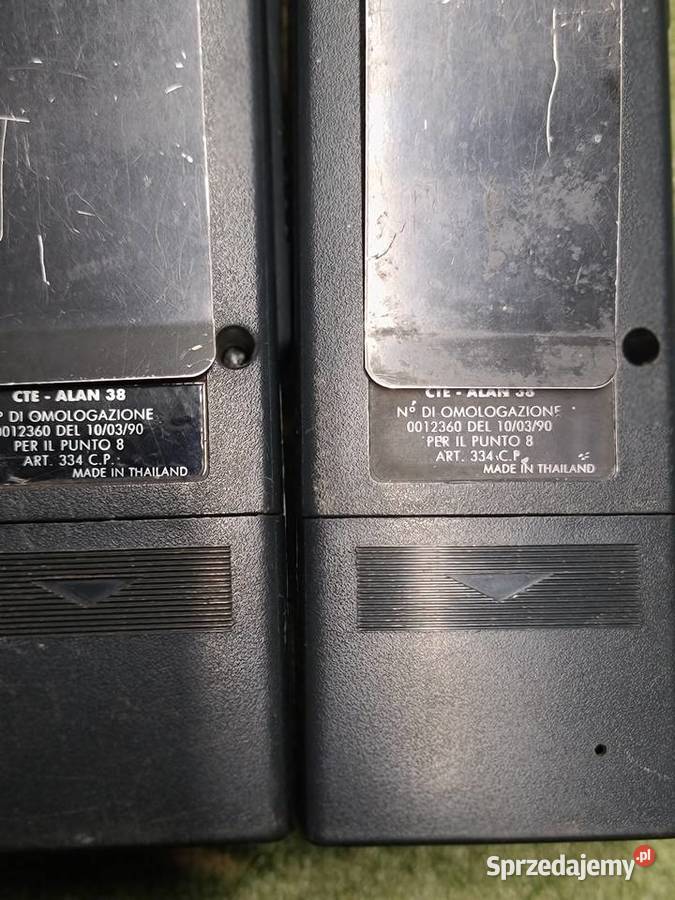 CTE - ALAN 38
N° DI OMOLOGAZIONE
0012360 DEL 10/03/90
PER IL PUNTO 8
ART. 334 C.P.
MADE IN THAILAND
CTE - ALAN 38
N° DI OMOLOGAZIONE
0012360 DEL 10/03/90
PER IL PUNTO 8
ART. 334 C.P.
MADE IN THAILAND
Sprzedajemy.pl